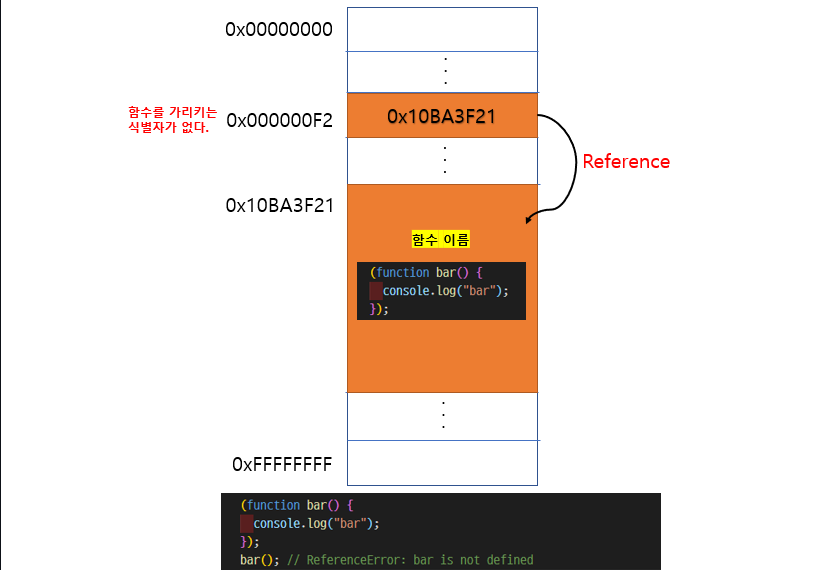 0x00000000
함수를 가리키는
식별자가 없다.
0x000000F2
0x10BA3F21
Reference
0x10BA3F21
함수 이름
(function bar() {
console.log("bar");
});
0xFFFFFFFF
(function bar() {
console.log("bar");
});
bar(); // ReferenceError: bar is not defined